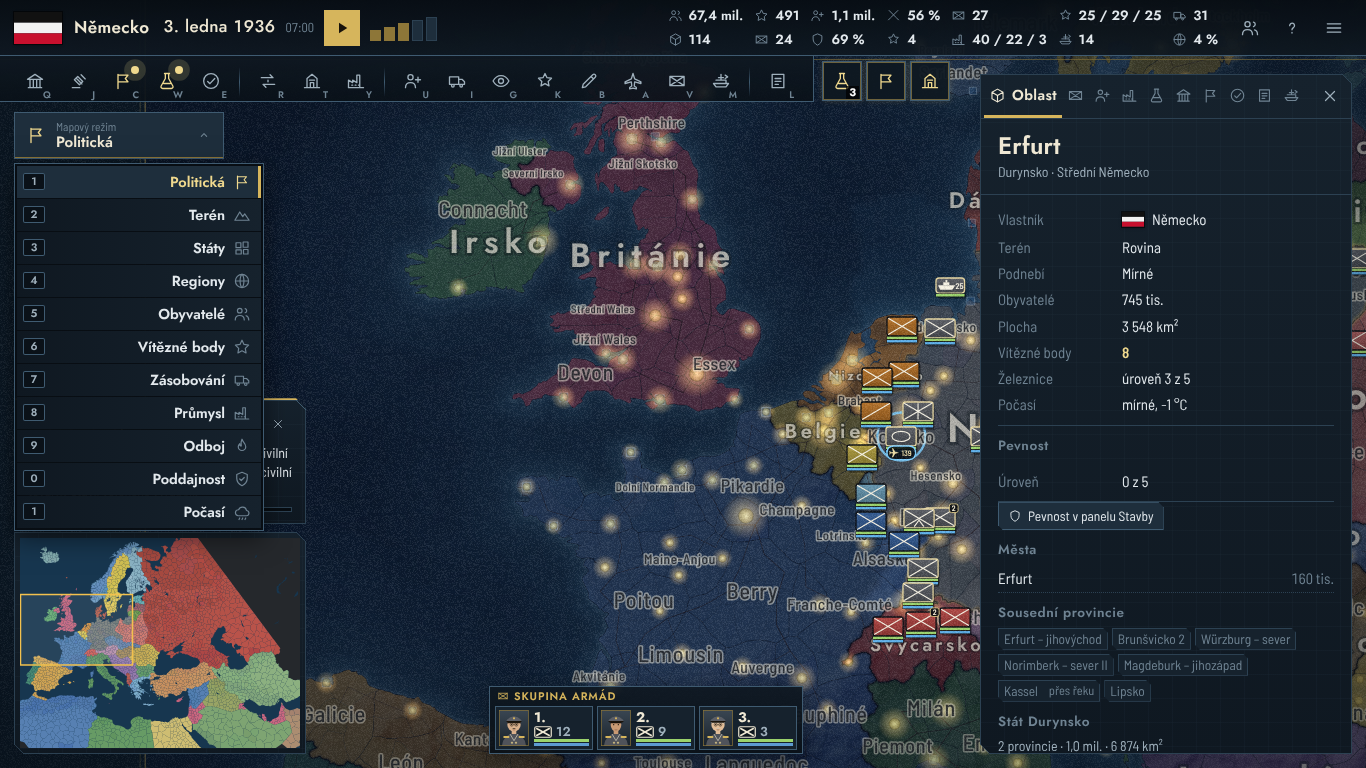 Německo 3. ledna 1936 07:00
67,4 mil. 491 1,1 mil. 56 % 27 25 / 29 / 25 31
114 24 69 % 4 40 / 22 / 3 14 4 %
Q J C W E R T Y U I G K B A V M L
3
Mapový režim
Politická
1 Politická
2 Terén
3 Státy
4 Regiony
5 Obyvatelé
6 Vítězné body
7 Zásobování
8 Průmysl
9 Odboj
0 Poddajnost
1 Počasí
Perthshire
Jižní Ulster
Jižní Skotsko
Severní Irsko
Connacht
Irsko
Británie
Střední Wales
Jižní Wales
Essex
Devon
25
Belgie
139
Hesensko
Dolní Normandie
Pikardie
Champagne
Maine-Anjou
Poitou
Berry
Franche-Comté
2
2
Švýcarsko
Limousin
Auvergne
Akvitánie
Galicie
Milán
Piemont
León
Toulouse
Languedoc
SKUPINA ARMÁD
1. 12
2. 9
3. 3
Oblast
Erfurt
Durynsko · Střední Německo
Vlastník Německo
Terén Rovina
Podnebí Mírné
Obyvatelé 745 tis.
Plocha 3 548 km²
Vítězné body 8
Železnice úroveň 3 z 5
Počasí mírné, -1 °C
Pevnost
Úroveň 0 z 5
Pevnost v panelu Stavby
Města
Erfurt 160 tis.
Sousední provincie
Erfurt – jihovýchod Brunšvicko 2 Würzburg – sever
Norimberk – sever II Magdeburk – jihozápad
Kassel přes řeku Lipsko
Stát Durynsko
2 provincie · 1,0 mil. · 6 874 km²